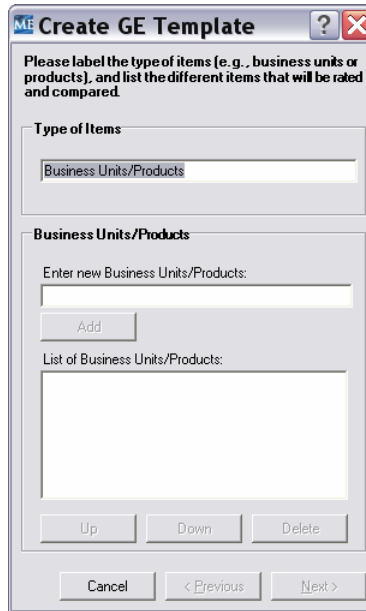 ME Create GE Template ?
Please label the type of items (e.g., business units or
products), and list the different items that will be rated
and compared.
Type of Items
Business Units/Products
Business Units/Products
Enter new Business Units/Products:
Add
List of Business Units/Products:
Up Down Delete
Cancel < Previous Next >